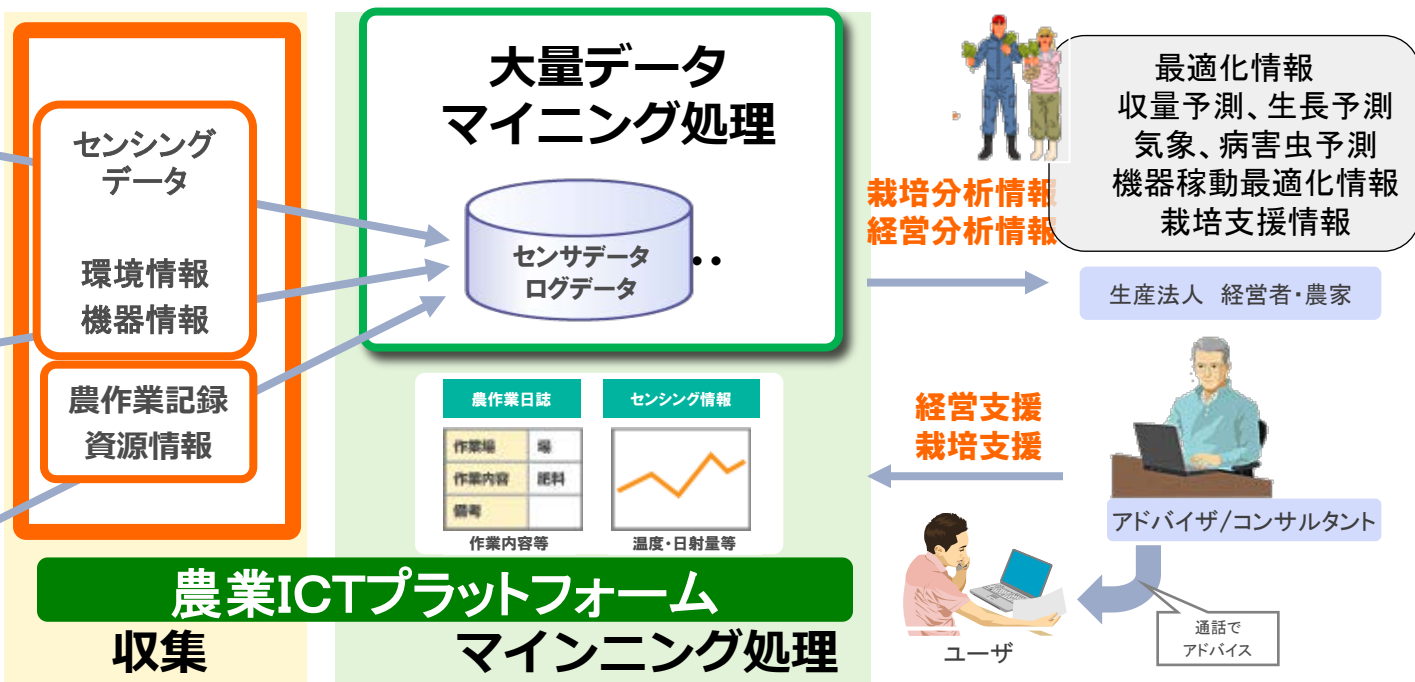 センシング
データ
環境情報
機器情報
農作業記録
資源情報
大量データ
マイニング処理
センサデータ
ログデータ
‥
農作業日誌
作業場 場
作業内容 肥料
備考
作業内容等
センシング情報
温度・日射量等
農業ICTプラットフォーム
収集
マインニング処理
栽培分析情報
経営分析情報
最適化情報
収量予測、生長予測
気象、病害虫予測
機器稼動最適化情報
栽培支援情報
生産法人 経営者・農家
経営支援
栽培支援
アドバイザ/コンサルタント
ユーザ
通話で
アドバイス